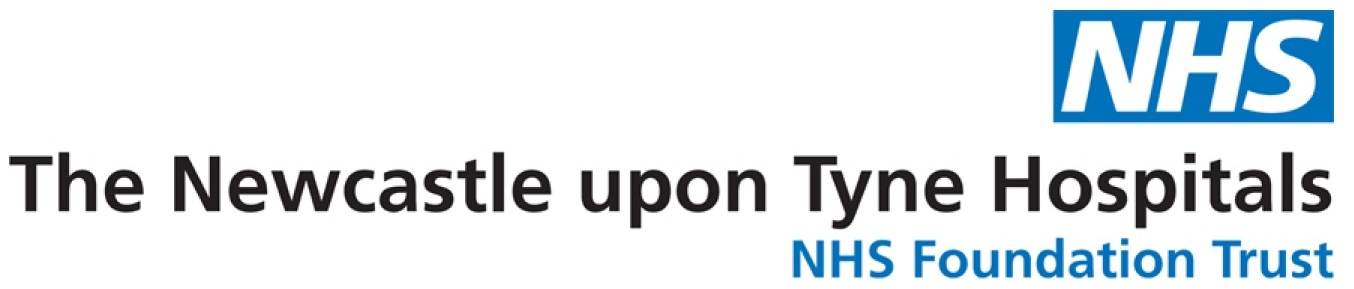 NHS
The Newcastle upon Tyne Hospitals
NHS Foundation Trust